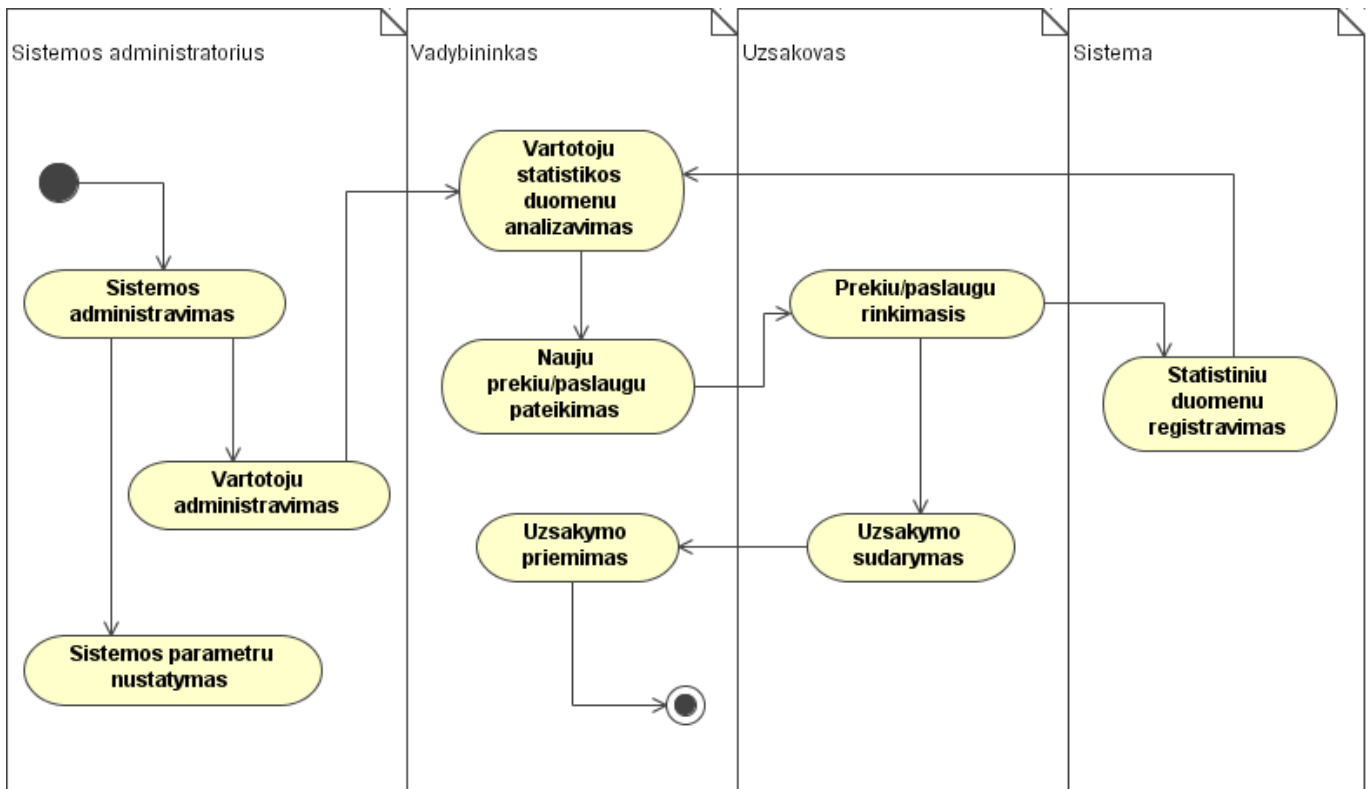 Sistemos administratorius
Vadybininkas
Uzsakovas
Sistema
Vartotoju
statistikos
duomenu
analizavimas
Sistemos
administravimas
Prekiu/paslaugu
rinkimasis
Nauju
prekiu/paslaugu
pateikimas
Statistiniu
duomenu
registravimas
Vartotoju
administravimas
Uzsakymo
priemimas
Uzsakymo
sudarymas
Sistemos parametru
nustatymas